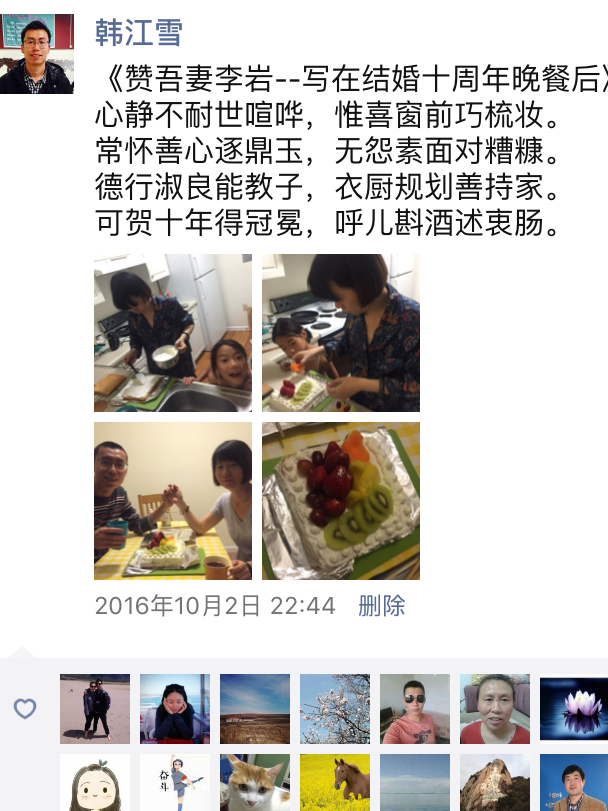 韩江雪
《赞吾妻李岩--写在结婚十周年晚餐后》
心静不耐世喧哗，惟喜窗前巧梳妆。
常怀善心逐鼎玉，无怨素面对糟糠。
德行淑良能教子，衣厨规划善持家。
可贺十年得冠冕，呼儿斟酒述衷肠。
2016年10月2日 22:44 删除
奋斗